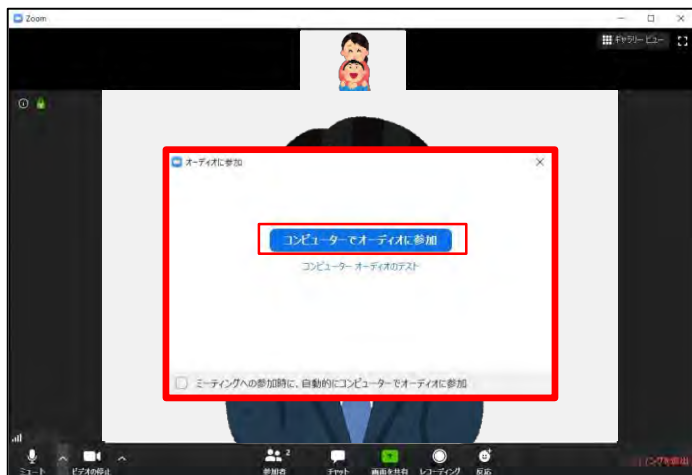 Zoom
ギャラリービュー
オーディオに参加
コンピューターでオーディオに参加
コンピューター オーディオのテスト
ミーティングへの参加時に、自動的にコンピューターでオーディオに参加
2
ミュート
ビデオの停止
参加者
チャット
画面を共有
レコーディング
反応